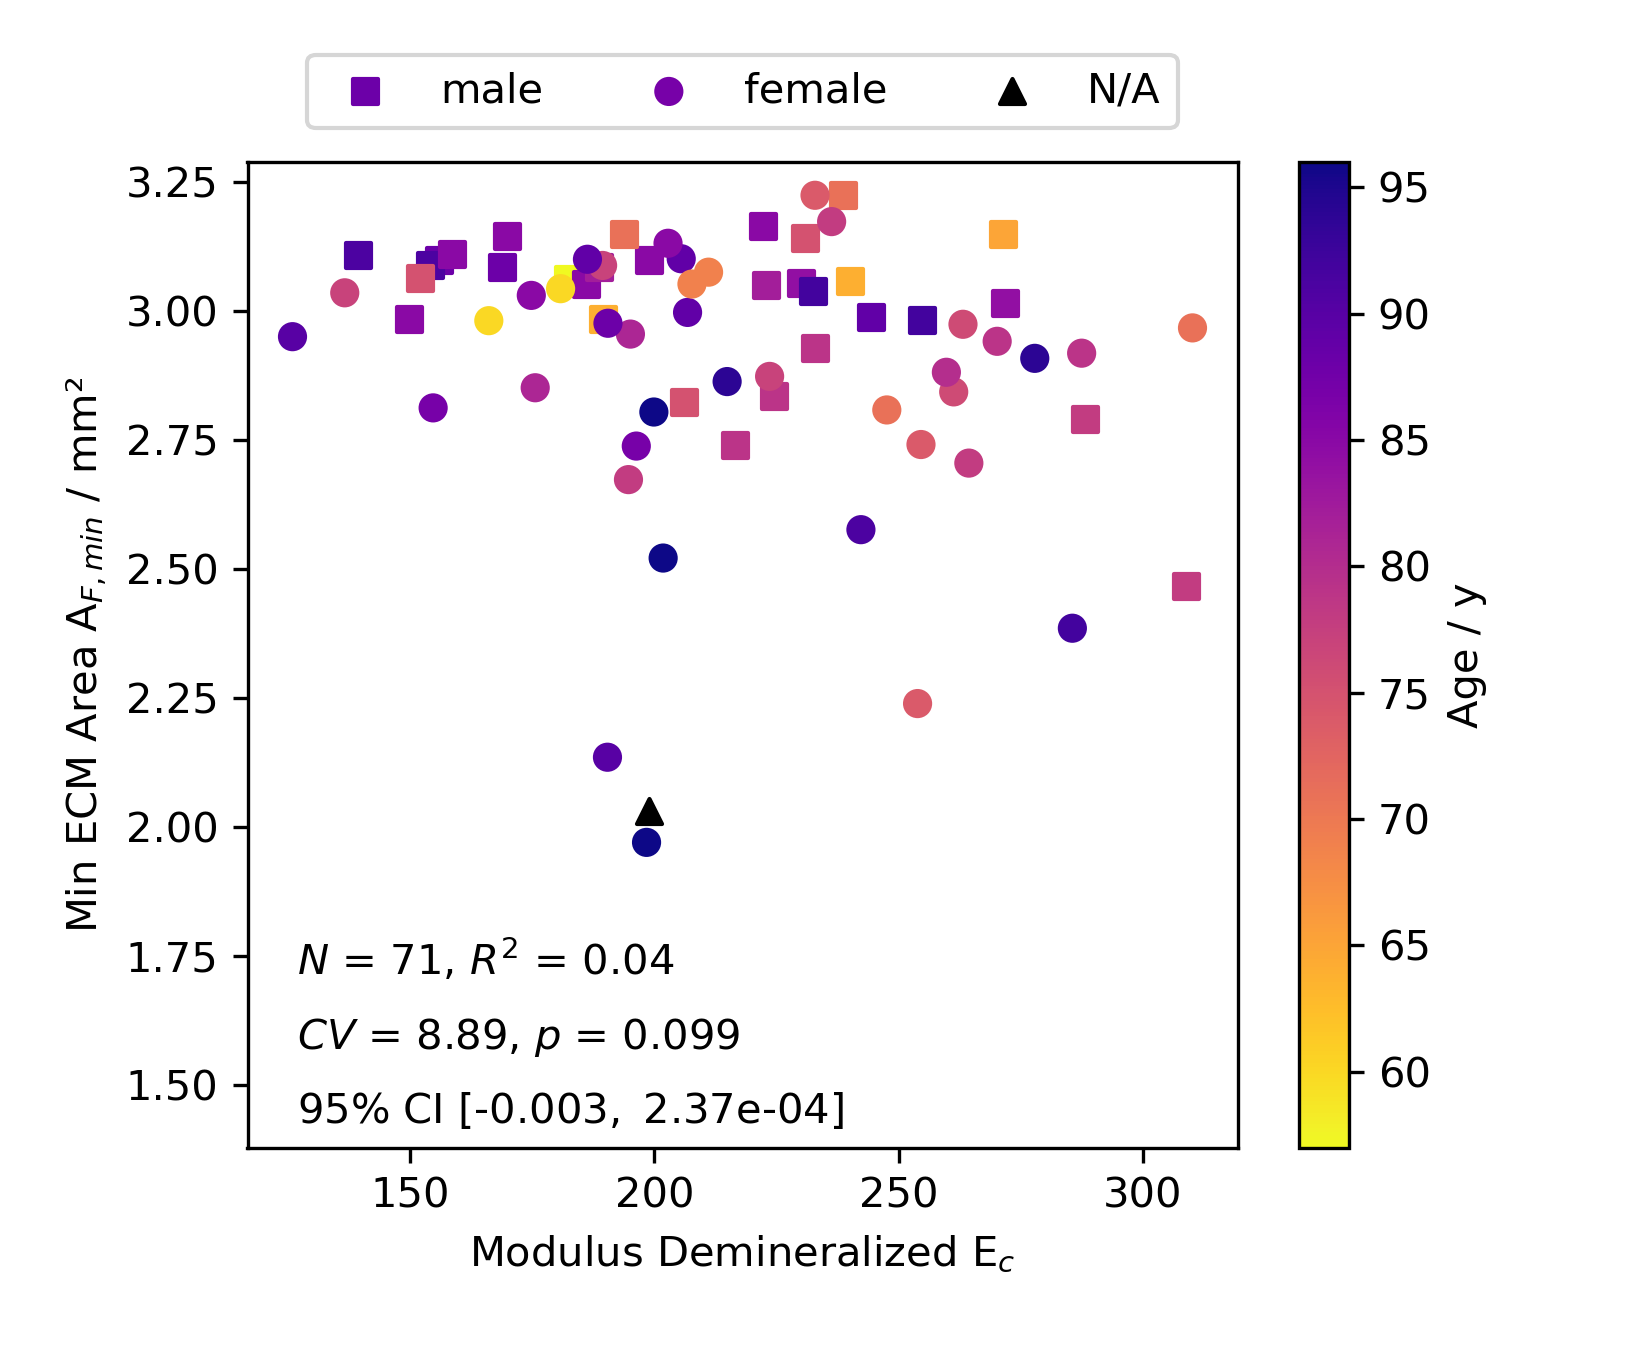 male female N/A
3.25
3.00
2.75
2.50
2.25
2.00
1.75
1.50
Min ECM Area A_{F,min} / mm²
N = 71, R² = 0.04
CV = 8.89, p = 0.099
95% CI [-0.003, 2.37e-04]
150 200 250 300
Modulus Demineralized E_c
95
90
85
80
75
70
65
60
Age / y